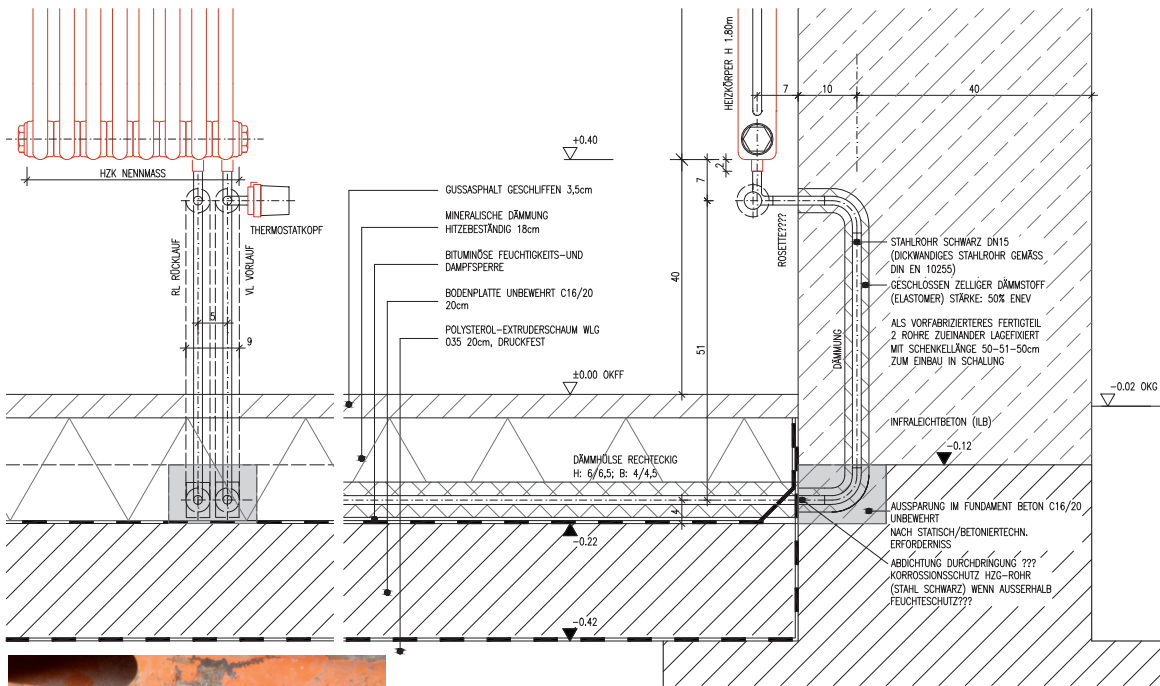 HZK NENNMASS
THERMOSTATKOPF
RL RÜCKLAUF
VL VORLAUF
5
9
+0.40
GUSSASPHALT GESCHLIFFEN 3,5cm
MINERALISCHE DÄMMUNG
HITZEBESTÄNDIG 18cm
BITUMINÖSE FEUCHTIGKEITS-UND
DAMPFSPERRE
BODENPLATTE UNBEWEHRT C16/20
20cm
POLYSTEROL-EXTRUDERSCHAUM WLG
035 20cm, DRUCKFEST
±0.00 OKFF
DÄMMHÜLSE RECHTECKIG
H: 6/6,5; B: 4/4,5
4
-0.22
-0.42
HEIZKÖRPER H 1.80m
7
10
40
2
7
40
51
ROSETTE????
DÄMMUNG
STAHLROHR SCHWARZ DN15
(DICKWANDIGES STAHLROHR GEMÄSS
DIN EN 10255)
GESCHLOSSEN ZELLIGER DÄMMSTOFF
(ELASTOMER) STÄRKE: 50% ENEV
ALS VORFABRIZIERTERES FERTIGTEIL
2 ROHRE ZUEINANDER LAGEFIXIERT
MIT SCHENKELLÄNGE 50-51-50cm
ZUM EINBAU IN SCHALUNG
-0.02 OKG
INFRALEICHTBETON (ILB)
-0.12
AUSSPARUNG IM FUNDAMENT BETON C16/20
UNBEWEHRT
NACH STATISCH/BETONIERTECHN.
ERFORDERNISS
ABDICHTUNG DURCHDRINGUNG ???
KORROSSIONSSCHUTZ HZG-ROHR
(STAHL SCHWARZ) WENN AUSSERHALB
FEUCHTESCHUTZ???